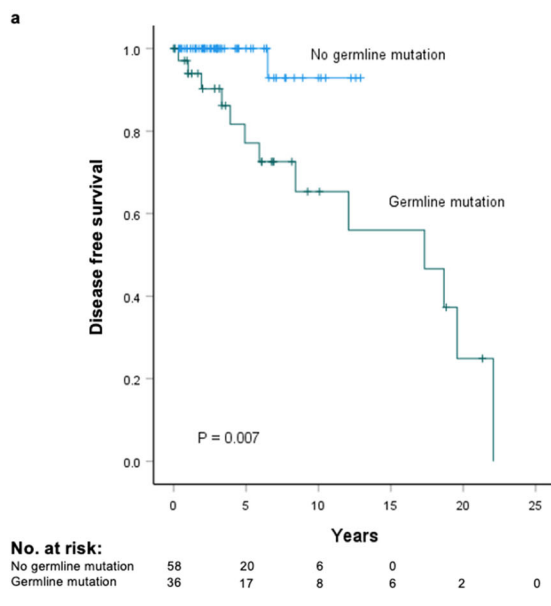 a
No germline mutation
Germline mutation
Disease free survival
1.0
0.8
0.6
0.4
0.2
0.0
P = 0.007
0 5 10 15 20 25
Years
No. at risk:
No germline mutation 58 20 6 0
Germline mutation 36 17 8 6 2 0